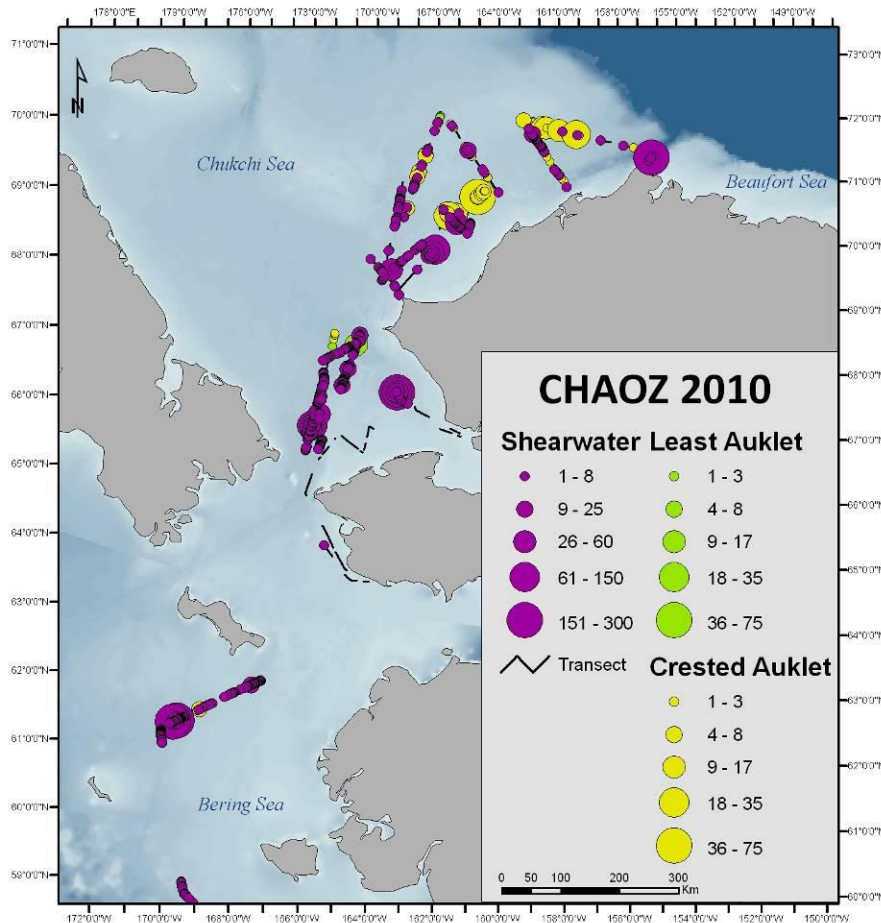 178°0'0"E 179°0'0"W 176°0'0"W 173°0'0"W 170°0'0"W 167°0'0"W 164°0'0"W 161°0'0"W 158°0'0"W 155°0'0"W 152°0'0"W 149°0'0"W
71°0'0"N
73°0'0"N
N
70°0'0"N
72°0'0"N
Chukchi Sea
69°0'0"N
71°0'0"N
Beaufort Sea
68°0'0"N
70°0'0"N
67°0'0"N
69°0'0"N
66°0'0"N
68°0'0"N
CHAOZ 2010
65°0'0"N
67°0'0"N
Shearwater Least Auklet
1 - 8 1 - 3
9 - 25 4 - 8
26 - 60 9 - 17
61 - 150 18 - 35
151 - 300 36 - 75
64°0'0"N
66°0'0"N
63°0'0"N
65°0'0"N
62°0'0"N
64°0'0"N
Transect Crested Auklet
1 - 3
4 - 8
9 - 17
18 - 35
36 - 75
61°0'0"N
63°0'0"N
60°0'0"N
62°0'0"N
Bering Sea
59°0'0"N
61°0'0"N
60°0'0"N
0 50 100 200 300
Km
172°0'0"W 170°0'0"W 168°0'0"W 166°0'0"W 164°0'0"W 162°0'0"W 160°0'0"W 158°0'0"W 156°0'0"W 154°0'0"W 152°0'0"W 150°0'0"W